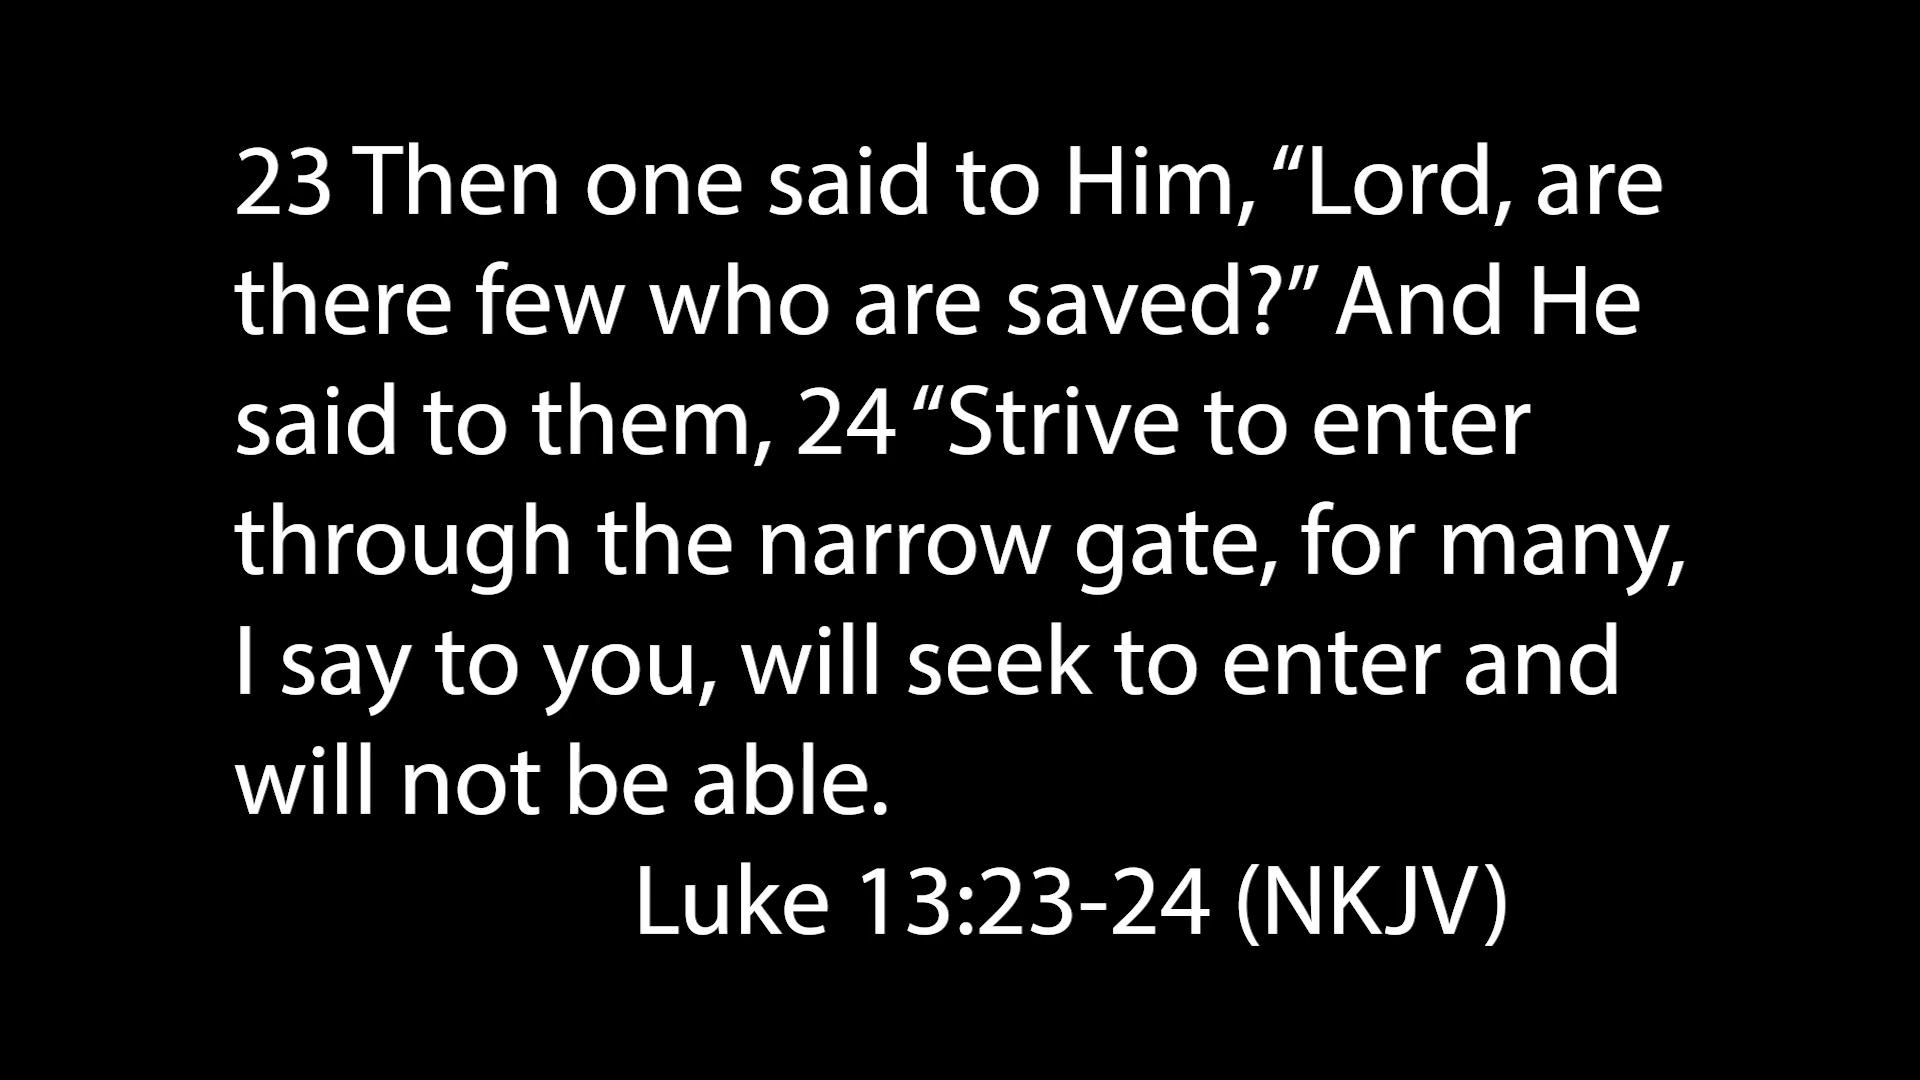 23 Then one said to Him, “Lord, are
there few who are saved?” And He
said to them, 24 “Strive to enter
through the narrow gate, for many,
I say to you, will seek to enter and
will not be able.
Luke 13:23-24 (NKJV)